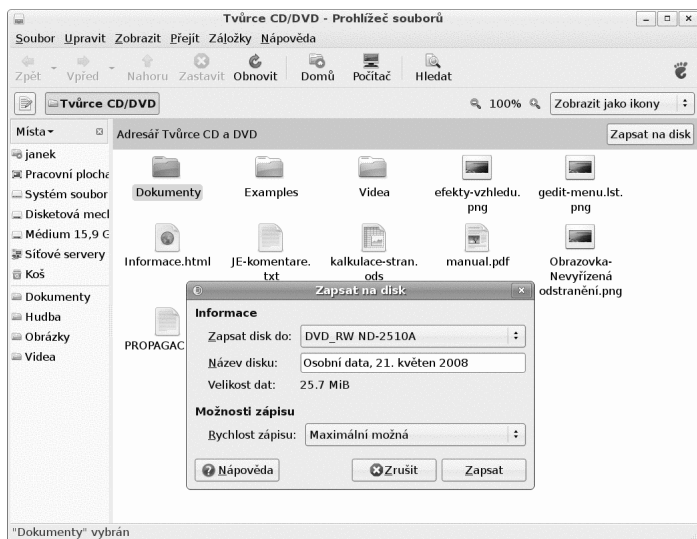 Tvůrce CD/DVD - Prohlížeč souborů
Soubor Upravit Zobrazit Přejít Záložky Nápověda
Zpět Vpřed Nahoru Zastavit Obnovit Domů Počítač Hledat
Tvůrce CD/DVD 100% Zobrazit jako ikony
Místa Adresář Tvůrce CD a DVD Zapsat na disk
janek
Pracovní plocha
Systém soubor
Disketová mecl
Médium 15,9 G
Síťové servery
Koš
Dokumenty
Hudba
Obrázky
Videa
Dokumenty Examples Videa efekty-vzhledu.png gedit-menu.lst.png
Informace.html JE-komentare.txt kalkulace-stran.ods manual.pdf Obrazovka-Nevyřízená odstranění.png
PROPAGAC
Zapsat na disk
Informace
Zapsat disk do: DVD_RW ND-2510A
Název disku: Osobní data, 21. květen 2008
Velikost dat: 25.7 MiB
Možnosti zápisu
Rychlost zápisu: Maximální možná
Nápověda Zrušit Zapsat
"Dokumenty" vybrán